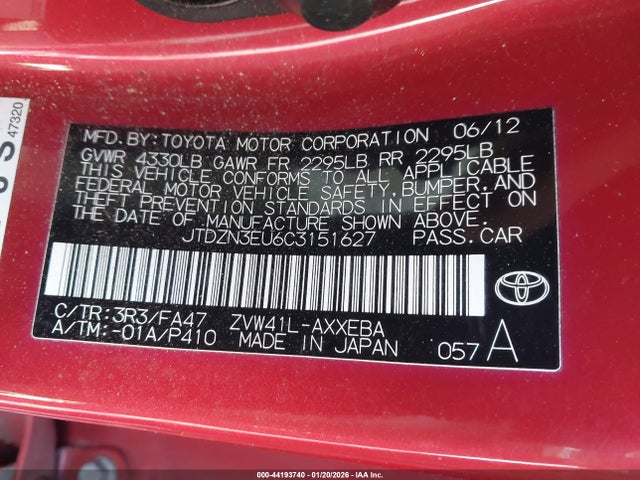 47320
MFD. BY: TOYOTA MOTOR CORPORATION 06/12
GVWR 4330LB GAWR FR 2295LB RR 2295LB
THIS VEHICLE CONFORMS TO ALL APPLICABLE
FEDERAL MOTOR VEHICLE SAFETY, BUMPER, AND
THEFT PREVENTION STANDARDS IN EFFECT ON
THE DATE OF MANUFACTURE SHOWN ABOVE.
JTDZN3EU6C3151627 PASS. CAR
C/TR: 3R3/FA47 ZVW41L-AXXEBA
A/TM: -01A/P410 MADE IN JAPAN 057 A
TOYOTA
000-44193740 - 01/20/2026 - IAA Inc.